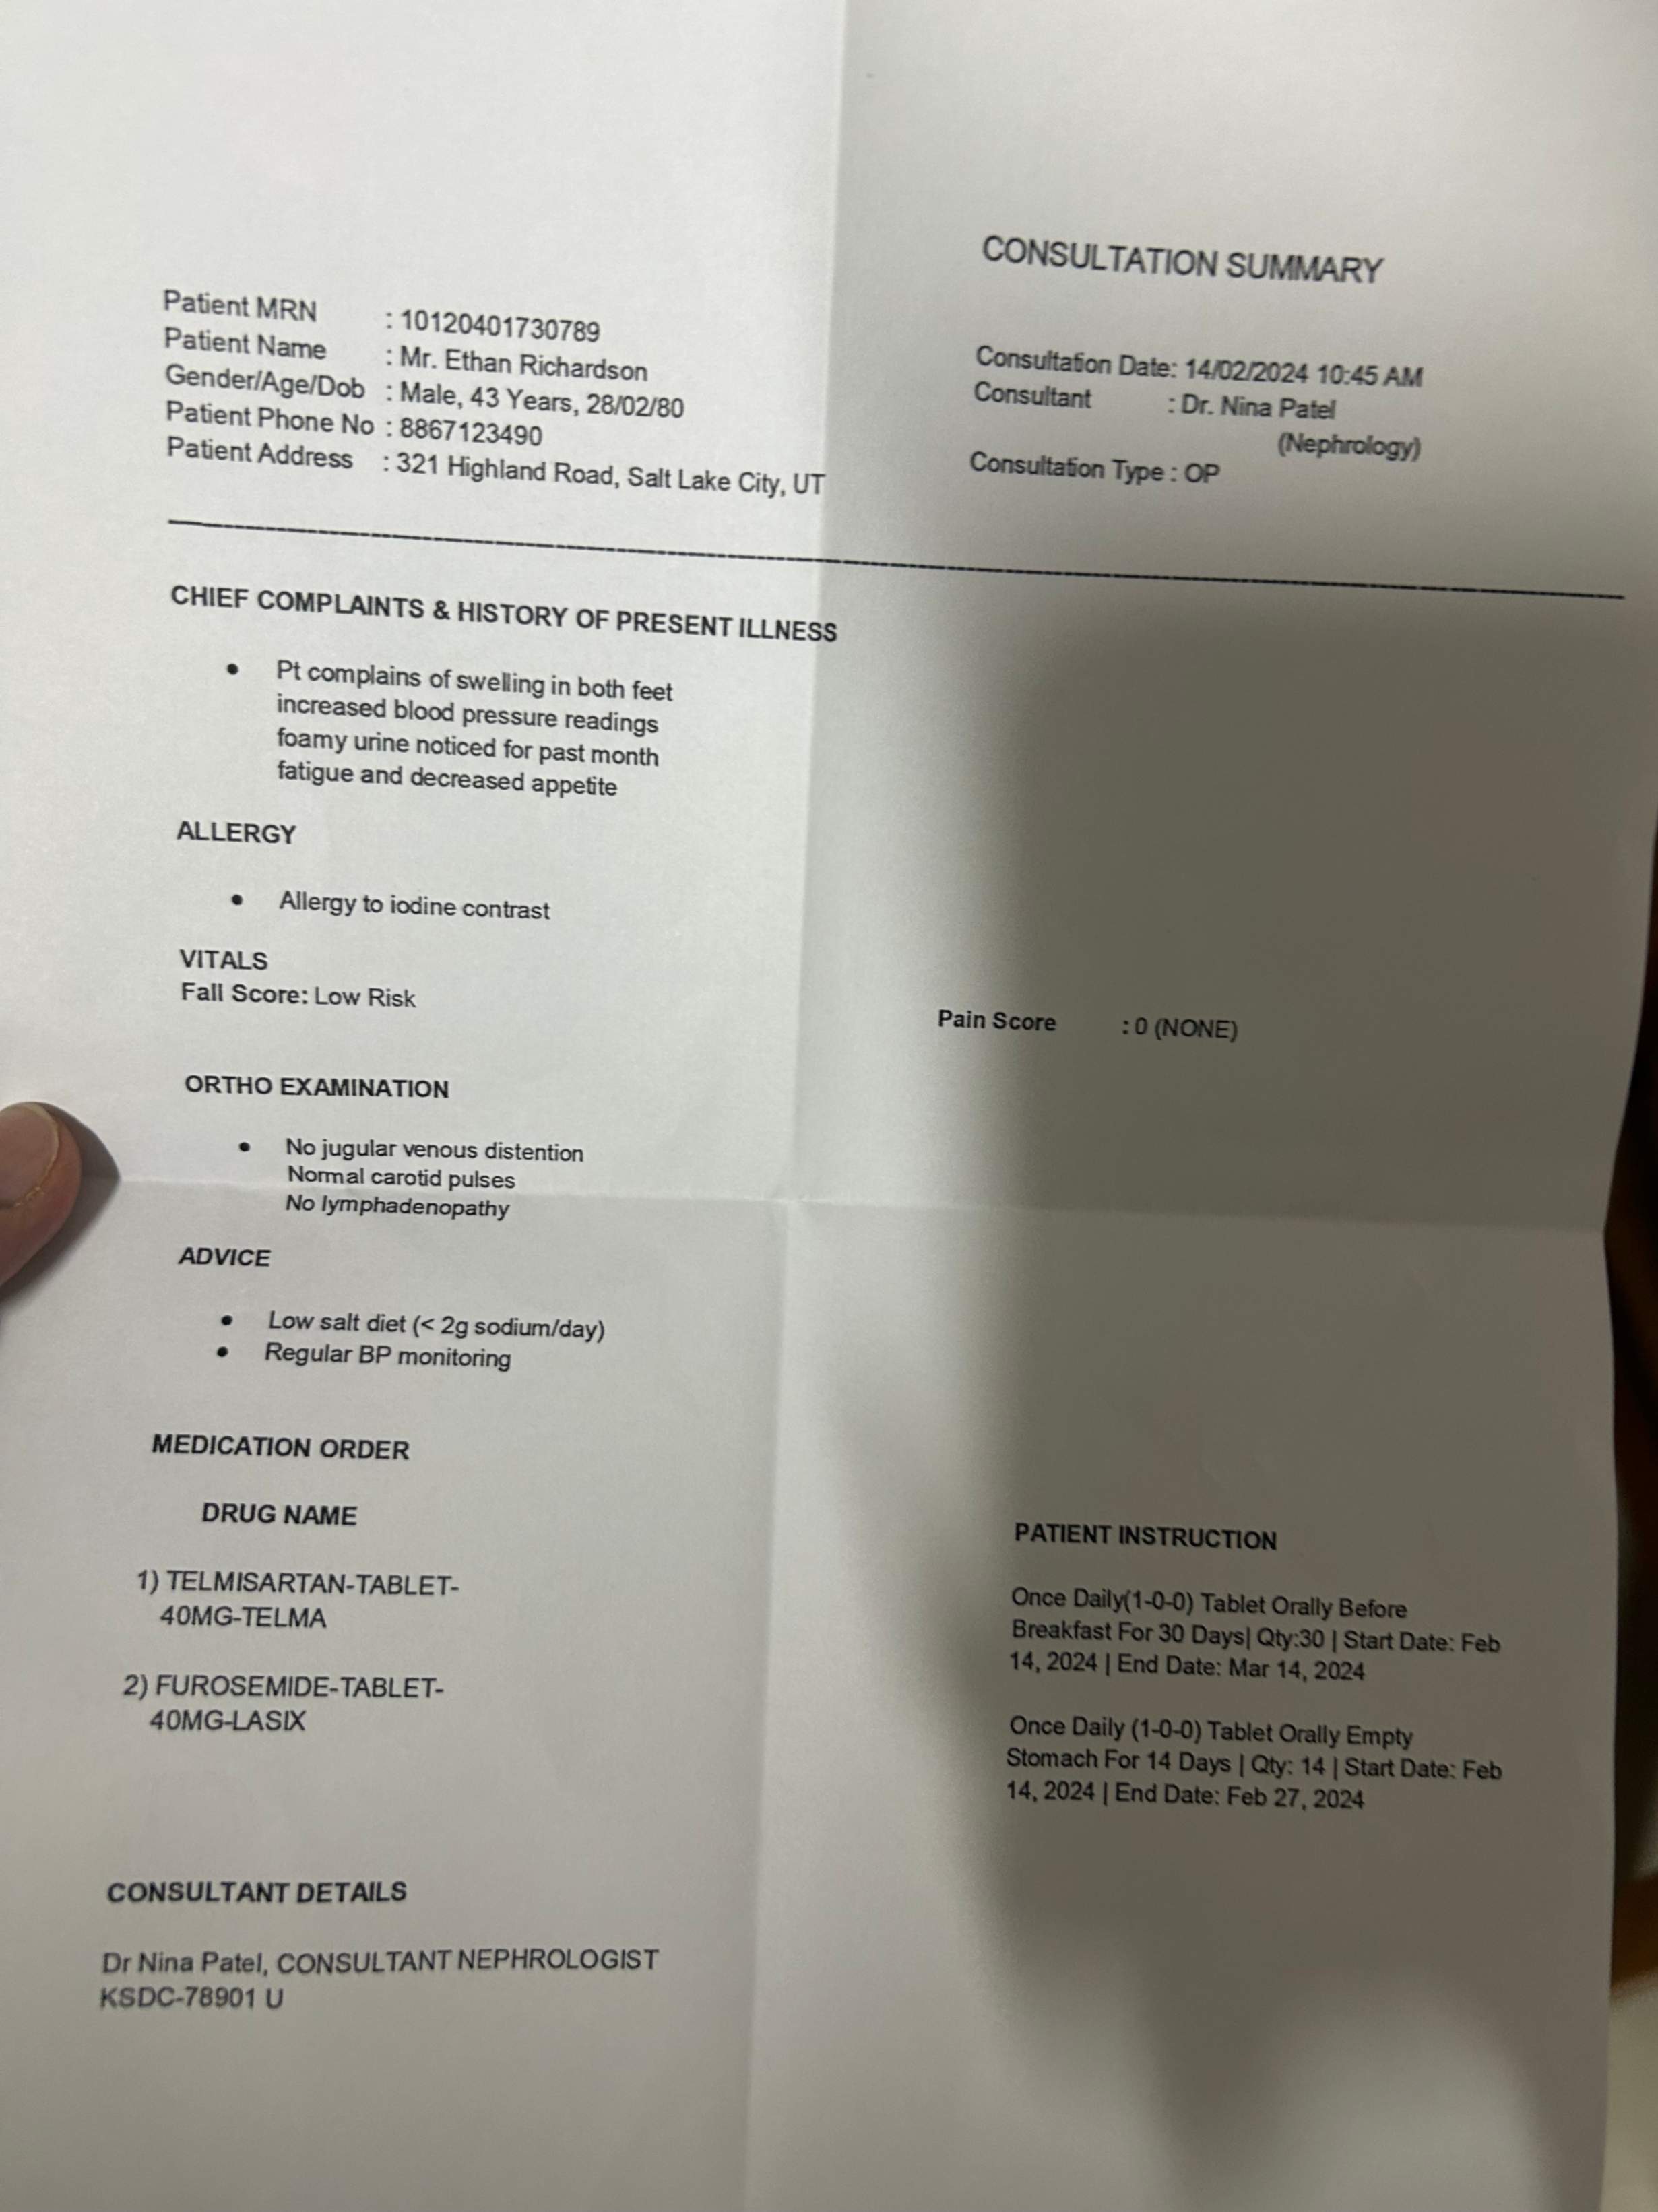 CONSULTATION SUMMARY
Patient MRN : 10120401730789
Patient Name : Mr. Ethan Richardson
Gender/Age/Dob : Male, 43 Years, 28/02/80
Patient Phone No : 8867123490
Patient Address : 321 Highland Road, Salt Lake City, UT
Consultation Date: 14/02/2024 10:45 AM
Consultant : Dr. Nina Patel
(Nephrology)
Consultation Type : OP
CHIEF COMPLAINTS & HISTORY OF PRESENT ILLNESS
• Pt complains of swelling in both feet
increased blood pressure readings
foamy urine noticed for past month
fatigue and decreased appetite
ALLERGY
• Allergy to iodine contrast
VITALS
Fall Score: Low Risk
Pain Score : 0 (NONE)
ORTHO EXAMINATION
• No jugular venous distention
Normal carotid pulses
No lymphadenopathy
ADVICE
• Low salt diet (< 2g sodium/day)
• Regular BP monitoring
MEDICATION ORDER
DRUG NAME
PATIENT INSTRUCTION
1) TELMISARTAN-TABLET-
40MG-TELMA
Once Daily(1-0-0) Tablet Orally Before
Breakfast For 30 Days| Qty:30 | Start Date: Feb
14, 2024 | End Date: Mar 14, 2024
2) FUROSEMIDE-TABLET-
40MG-LASIX
Once Daily (1-0-0) Tablet Orally Empty
Stomach For 14 Days | Qty: 14 | Start Date: Feb
14, 2024 | End Date: Feb 27, 2024
CONSULTANT DETAILS
Dr Nina Patel, CONSULTANT NEPHROLOGIST
KSDC-78901 U